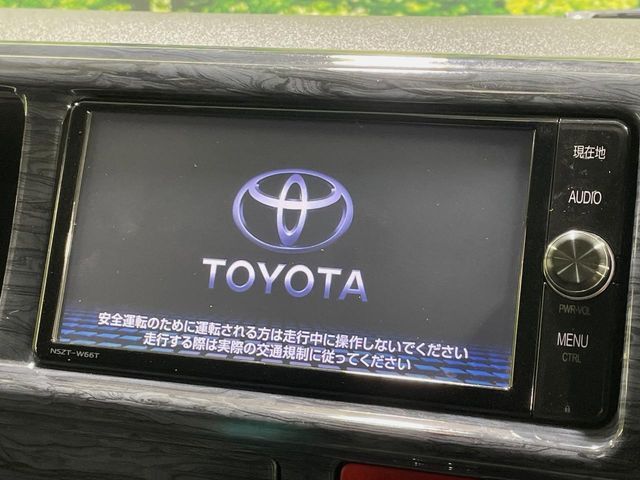 TOYOTA
安全運転のために運転される方は走行中に操作しないでください
走行する際は実際の交通規制に従ってください
NSZT-W66T
現在地
AUDIO
PWR•VOL
MENU
CTRL